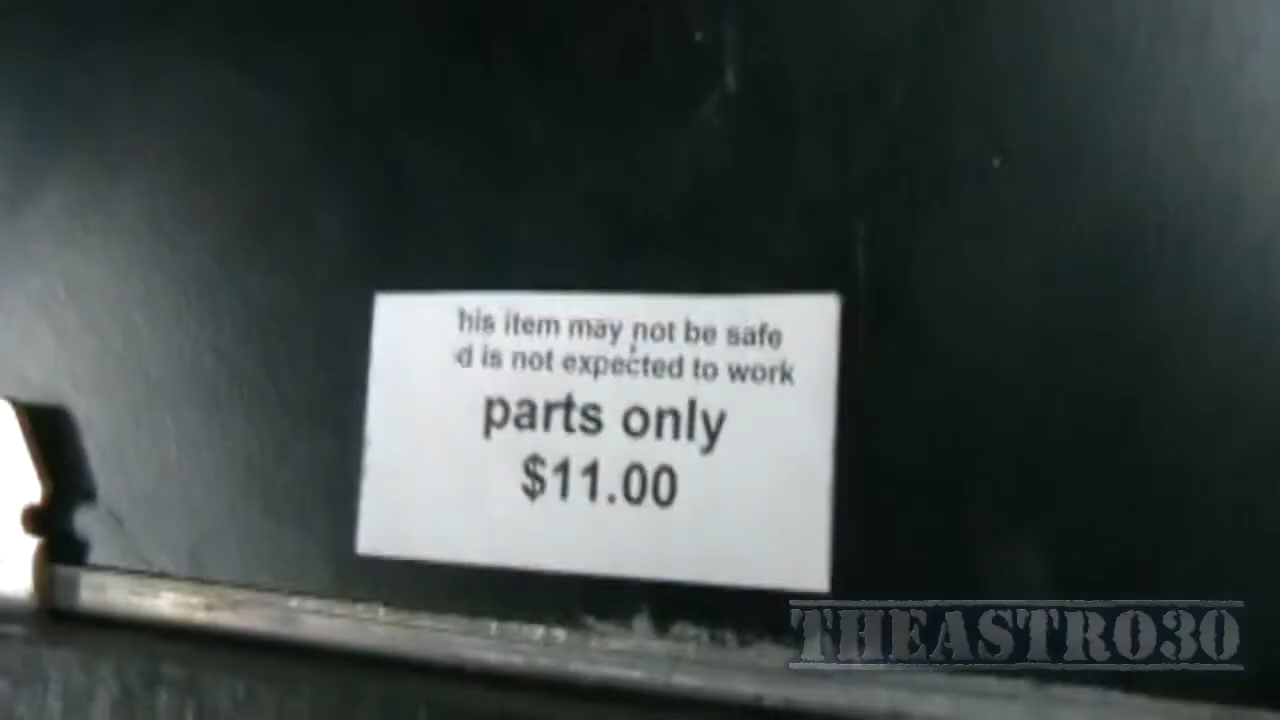 his item may not be safe
d is not expected to work
parts only
$11.00
THEASTRO30